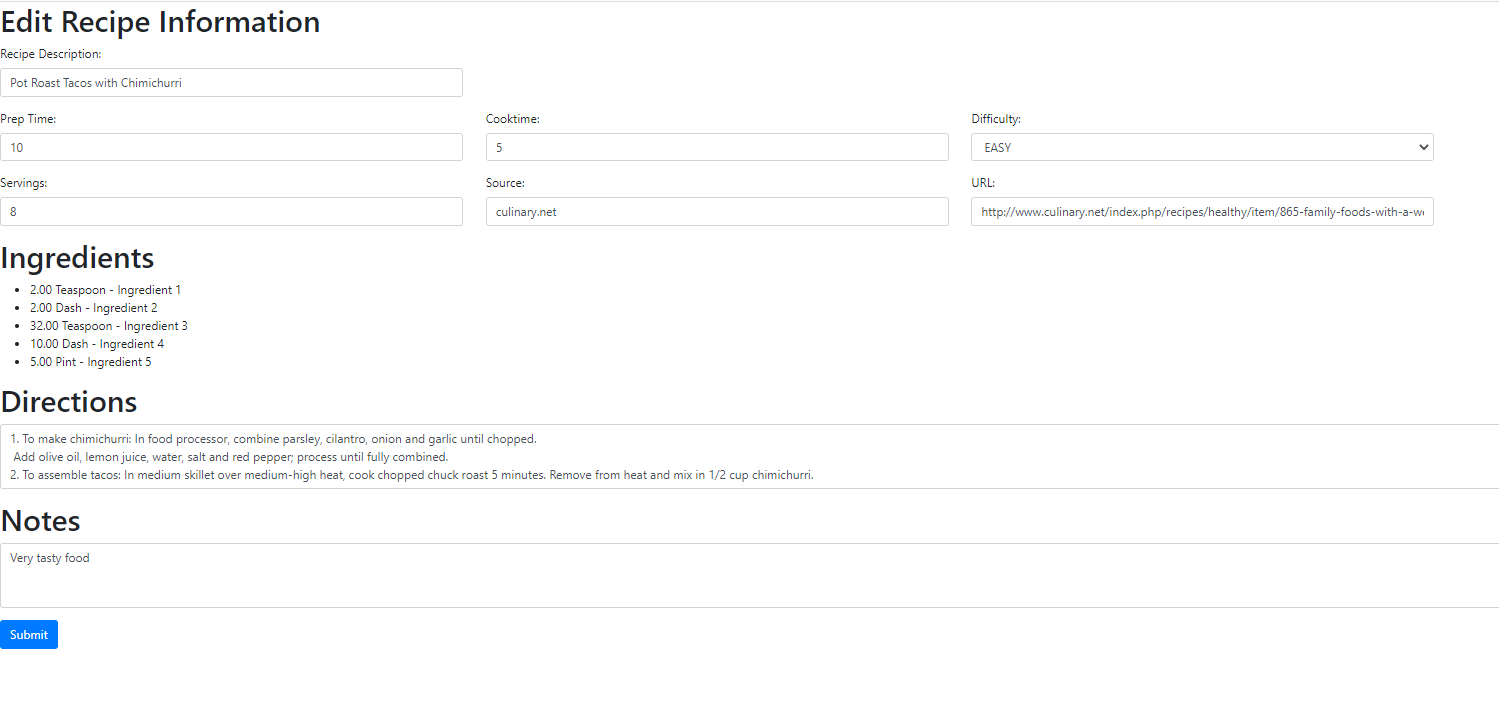 Edit Recipe Information
Recipe Description:
Pot Roast Tacos with Chimichurri
Prep Time:
Cooktime:
Difficulty:
10
5
EASY
Servings:
Source:
URL:
8
culinary.net
http://www.culinary.net/index.php/recipes/healthy/item/865-family-foods-with-a-we
Ingredients
2.00 Teaspoon - Ingredient 1
2.00 Dash - Ingredient 2
32.00 Teaspoon - Ingredient 3
10.00 Dash - Ingredient 4
5.00 Pint - Ingredient 5
Directions
1. To make chimichurri: In food processor, combine parsley, cilantro, onion and garlic until chopped.
Add olive oil, lemon juice, water, salt and red pepper; process until fully combined.
2. To assemble tacos: In medium skillet over medium-high heat, cook chopped chuck roast 5 minutes. Remove from heat and mix in 1/2 cup chimichurri.
Notes
Very tasty food
Submit